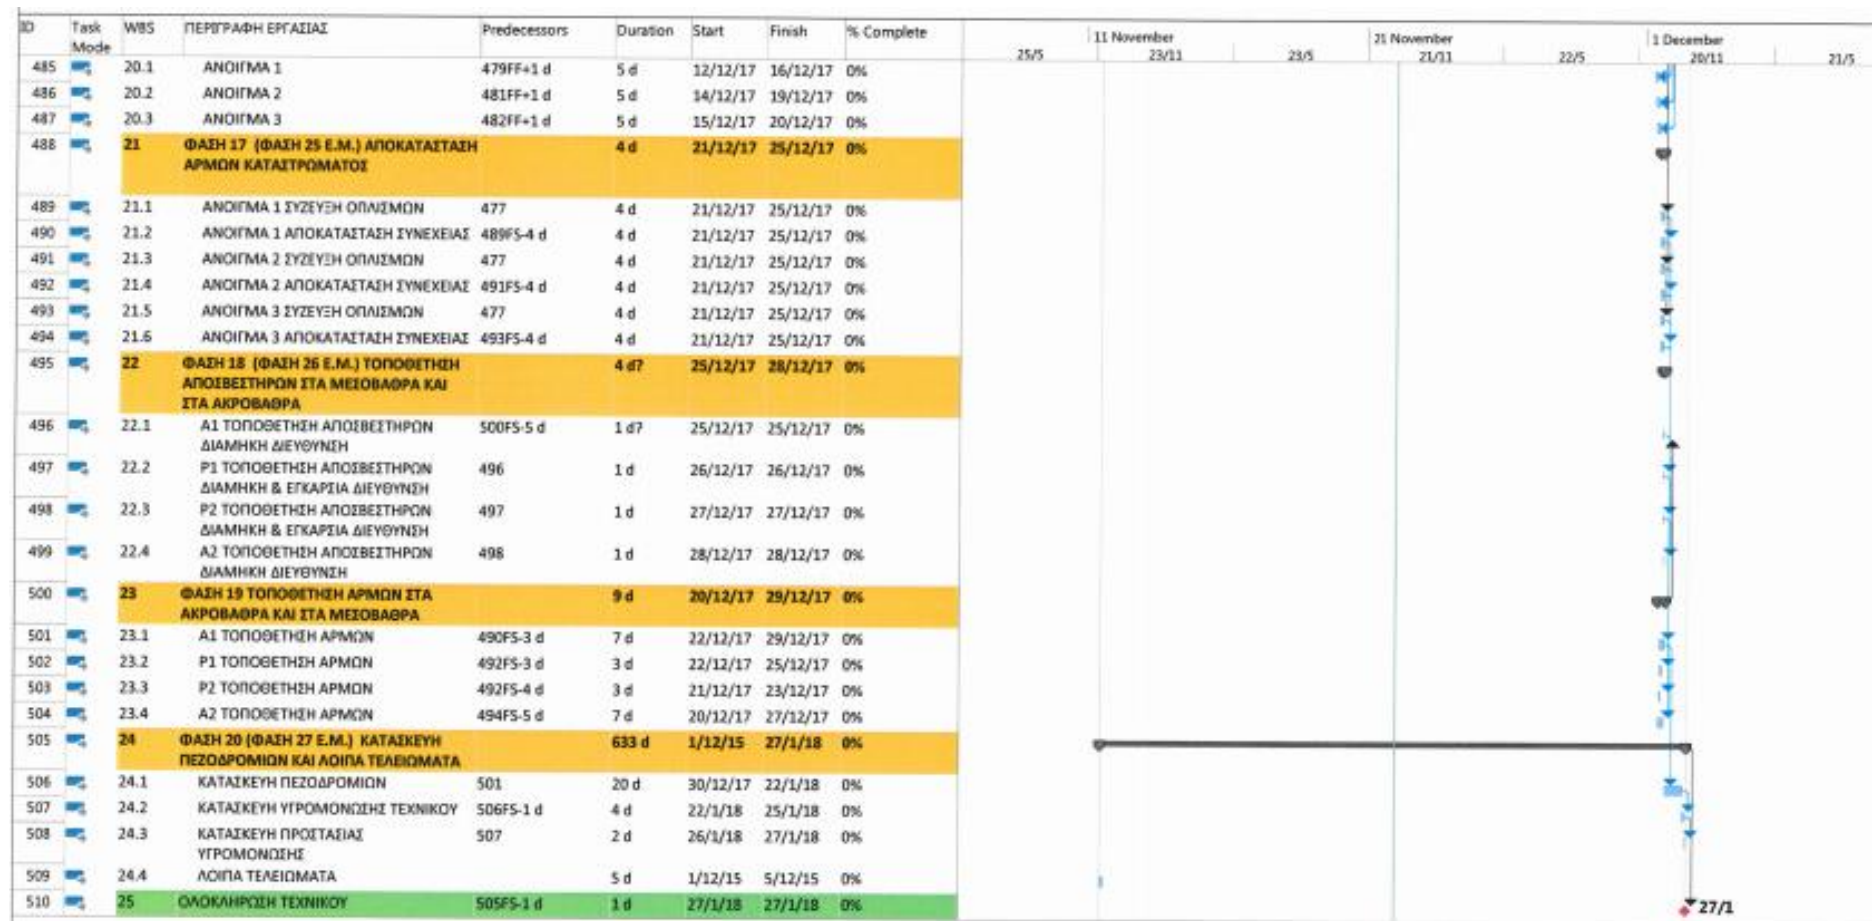 ID Task Mode WBS ΠΕΡΙΓΡΑΦΗ ΕΡΓΑΣΙΑΣ Predecessors Duration Start Finish % Complete
11 November 21 November 1 December
25/5 23/11 23/5 21/11 22/5 20/11 21/5
485 20.1 ΑΝΟΙΓΜΑ 1 479FF+1 d 5 d 12/12/17 16/12/17 0%
486 20.2 ΑΝΟΙΓΜΑ 2 481FF+1 d 5 d 14/12/17 19/12/17 0%
487 20.3 ΑΝΟΙΓΜΑ 3 482FF+1 d 5 d 15/12/17 20/12/17 0%
488 21 ΦΑΣΗ 17 (ΦΑΣΗ 25 Ε.Μ.) ΑΠΟΚΑΤΑΣΤΑΣΗ 4 d 21/12/17 25/12/17 0%
ΑΡΜΩΝ ΚΑΤΑΣΤΡΩΜΑΤΟΣ
489 21.1 ΑΝΟΙΓΜΑ 1 ΣΥΖΕΥΞΗ ΟΠΛΙΣΜΩΝ 477 4 d 21/12/17 25/12/17 0%
490 21.2 ΑΝΟΙΓΜΑ 1 ΑΠΟΚΑΤΑΣΤΑΣΗ ΣΥΝΕΧΕΙΑΣ 489FS-4 d 4 d 21/12/17 25/12/17 0%
491 21.3 ΑΝΟΙΓΜΑ 2 ΣΥΖΕΥΞΗ ΟΠΛΙΣΜΩΝ 477 4 d 21/12/17 25/12/17 0%
492 21.4 ΑΝΟΙΓΜΑ 2 ΑΠΟΚΑΤΑΣΤΑΣΗ ΣΥΝΕΧΕΙΑΣ 491FS-4 d 4 d 21/12/17 25/12/17 0%
493 21.5 ΑΝΟΙΓΜΑ 3 ΣΥΖΕΥΞΗ ΟΠΛΙΣΜΩΝ 477 4 d 21/12/17 25/12/17 0%
494 21.6 ΑΝΟΙΓΜΑ 3 ΑΠΟΚΑΤΑΣΤΑΣΗ ΣΥΝΕΧΕΙΑΣ 493FS-4 d 4 d 21/12/17 25/12/17 0%
495 22 ΦΑΣΗ 18 (ΦΑΣΗ 26 Ε.Μ.) ΤΟΠΟΘΕΤΗΣΗ 4 d? 25/12/17 28/12/17 0%
ΑΠΟΣΒΕΣΤΗΡΩΝ ΣΤΑ ΜΕΣΟΒΑΘΡΑ ΚΑΙ
ΣΤΑ ΑΚΡΟΒΑΘΡΑ
496 22.1 Α1 ΤΟΠΟΘΕΤΗΣΗ ΑΠΟΣΒΕΣΤΗΡΩΝ 500FS-5 d 1 d? 25/12/17 25/12/17 0%
ΔΙΑΜΗΚΗ ΔΙΕΥΘΥΝΣΗ
497 22.2 P1 ΤΟΠΟΘΕΤΗΣΗ ΑΠΟΣΒΕΣΤΗΡΩΝ 496 1 d 26/12/17 26/12/17 0%
ΔΙΑΜΗΚΗ & ΕΓΚΑΡΣΙΑ ΔΙΕΥΘΥΝΣΗ
498 22.3 P2 ΤΟΠΟΘΕΤΗΣΗ ΑΠΟΣΒΕΣΤΗΡΩΝ 497 1 d 27/12/17 27/12/17 0%
ΔΙΑΜΗΚΗ & ΕΓΚΑΡΣΙΑ ΔΙΕΥΘΥΝΣΗ
499 22.4 Α2 ΤΟΠΟΘΕΤΗΣΗ ΑΠΟΣΒΕΣΤΗΡΩΝ 498 1 d 28/12/17 28/12/17 0%
ΔΙΑΜΗΚΗ ΔΙΕΥΘΥΝΣΗ
500 23 ΦΑΣΗ 19 ΤΟΠΟΘΕΤΗΣΗ ΑΡΜΩΝ ΣΤΑ 9 d 20/12/17 29/12/17 0%
ΑΚΡΟΒΑΘΡΑ ΚΑΙ ΣΤΑ ΜΕΣΟΒΑΘΡΑ
501 23.1 Α1 ΤΟΠΟΘΕΤΗΣΗ ΑΡΜΩΝ 490FS-3 d 7 d 22/12/17 29/12/17 0%
502 23.2 P1 ΤΟΠΟΘΕΤΗΣΗ ΑΡΜΩΝ 492FS-3 d 3 d 22/12/17 25/12/17 0%
503 23.3 P2 ΤΟΠΟΘΕΤΗΣΗ ΑΡΜΩΝ 492FS-4 d 3 d 21/12/17 23/12/17 0%
504 23.4 Α2 ΤΟΠΟΘΕΤΗΣΗ ΑΡΜΩΝ 494FS-5 d 7 d 20/12/17 27/12/17 0%
505 24 ΦΑΣΗ 20 (ΦΑΣΗ 27 Ε.Μ.) ΚΑΤΑΣΚΕΥΗ 633 d 1/12/15 27/1/18 0%
ΠΕΖΟΔΡΟΜΙΩΝ ΚΑΙ ΛΟΙΠΑ ΤΕΛΕΙΩΜΑΤΑ
506 24.1 ΚΑΤΑΣΚΕΥΗ ΠΕΖΟΔΡΟΜΙΩΝ 501 20 d 30/12/17 22/1/18 0%
507 24.2 ΚΑΤΑΣΚΕΥΗ ΥΓΡΟΜΟΝΩΣΗΣ ΤΕΧΝΙΚΟΥ 506FS-1 d 4 d 22/1/18 25/1/18 0%
508 24.3 ΚΑΤΑΣΚΕΥΗ ΠΡΟΣΤΑΣΙΑΣ 507 2 d 26/1/18 27/1/18 0%
ΥΓΡΟΜΟΝΩΣΗΣ
509 24.4 ΛΟΙΠΑ ΤΕΛΕΙΩΜΑΤΑ 5 d 1/12/15 5/12/15 0%
510 25 ΟΛΟΚΛΗΡΩΣΗ ΤΕΧΝΙΚΟΥ 505FS-1 d 1 d 27/1/18 27/1/18 0%
27/1